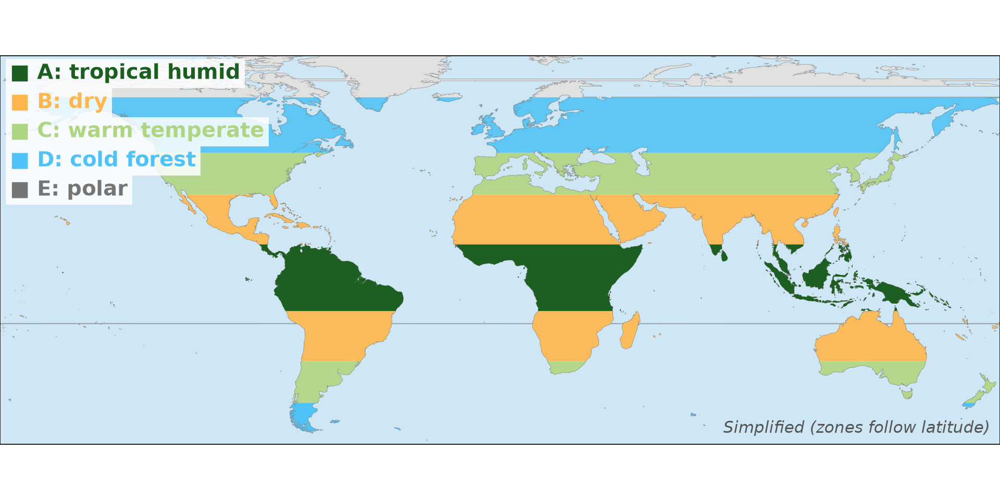 A: tropical humid
B: dry
C: warm temperate
D: cold forest
E: polar
Simplified (zones follow latitude)